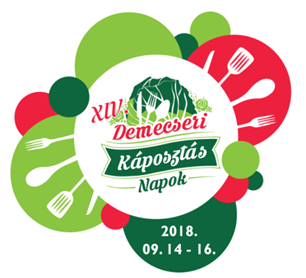 XIV.
Demecseri
Káposztás
Napok
2018.
09. 14 - 16.